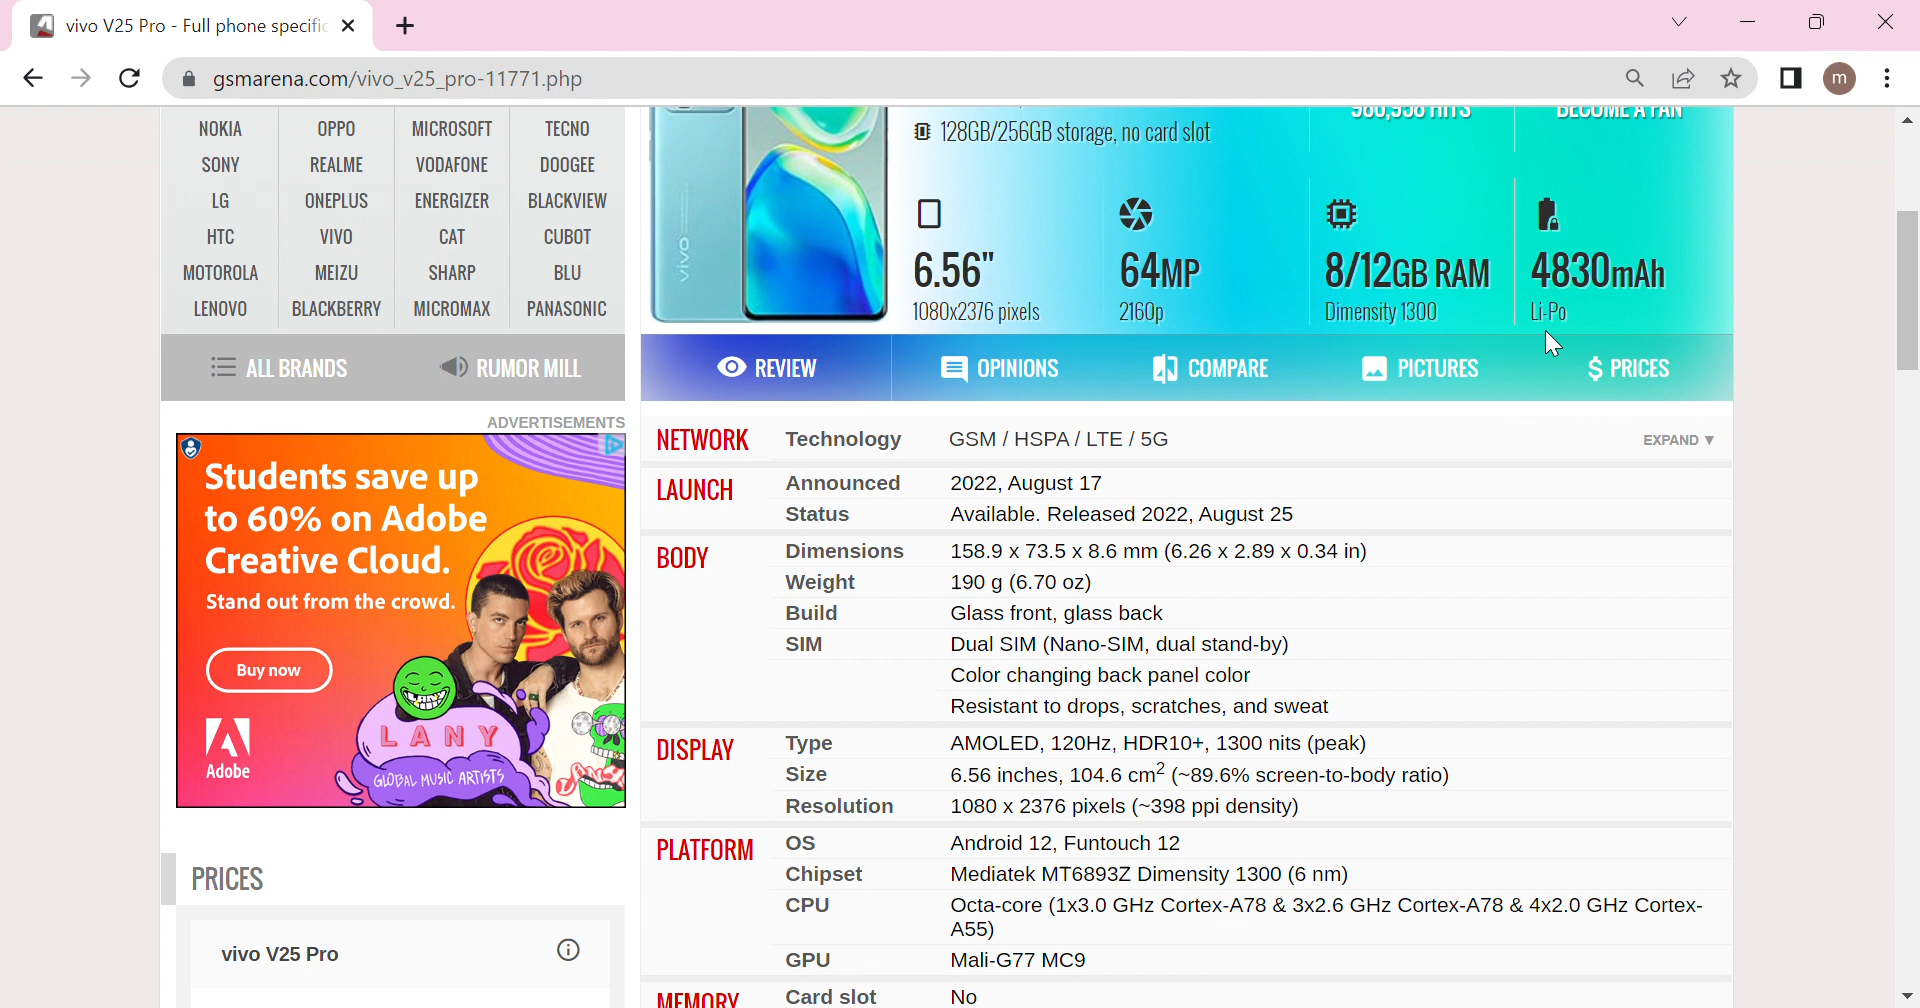 vivo V25 Pro - Full phone specific
gsmarena.com/vivo_v25_pro-11771.php
m
NOKIA OPPO MICROSOFT TECNO
SONY REALME VODAFONE DOOGEE
LG ONEPLUS ENERGIZER BLACKVIEW
HTC VIVO CAT CUBOT
MOTOROLA MEIZU SHARP BLU
LENOVO BLACKBERRY MICROMAX PANASONIC
ALL BRANDS RUMOR MILL
vivo
128GB/256GB storage, no card slot
BECOME A FAN
6.56" 64MP 8/12GB RAM 4830mAh
1080x2376 pixels 2160p Dimensity 1300 Li-Po
REVIEW OPINIONS COMPARE PICTURES $ PRICES
ADVERTISEMENTS
Students save up
to 60% on Adobe
Creative Cloud.
Stand out from the crowd.
Buy now
Adobe
LANY
GLOBAL MUSIC ARTISTS
PRICES
vivo V25 Pro
NETWORK Technology GSM / HSPA / LTE / 5G EXPAND ▼
LAUNCH Announced 2022, August 17
Status Available. Released 2022, August 25
BODY Dimensions 158.9 x 73.5 x 8.6 mm (6.26 x 2.89 x 0.34 in)
Weight 190 g (6.70 oz)
Build Glass front, glass back
SIM Dual SIM (Nano-SIM, dual stand-by)
Color changing back panel color
Resistant to drops, scratches, and sweat
DISPLAY Type AMOLED, 120Hz, HDR10+, 1300 nits (peak)
Size 6.56 inches, 104.6 cm² (~89.6% screen-to-body ratio)
Resolution 1080 x 2376 pixels (~398 ppi density)
PLATFORM OS Android 12, Funtouch 12
Chipset Mediatek MT6893Z Dimensity 1300 (6 nm)
CPU Octa-core (1x3.0 GHz Cortex-A78 & 3x2.6 GHz Cortex-A78 & 4x2.0 GHz Cortex-
A55)
GPU Mali-G77 MC9
MEMORY Card slot No